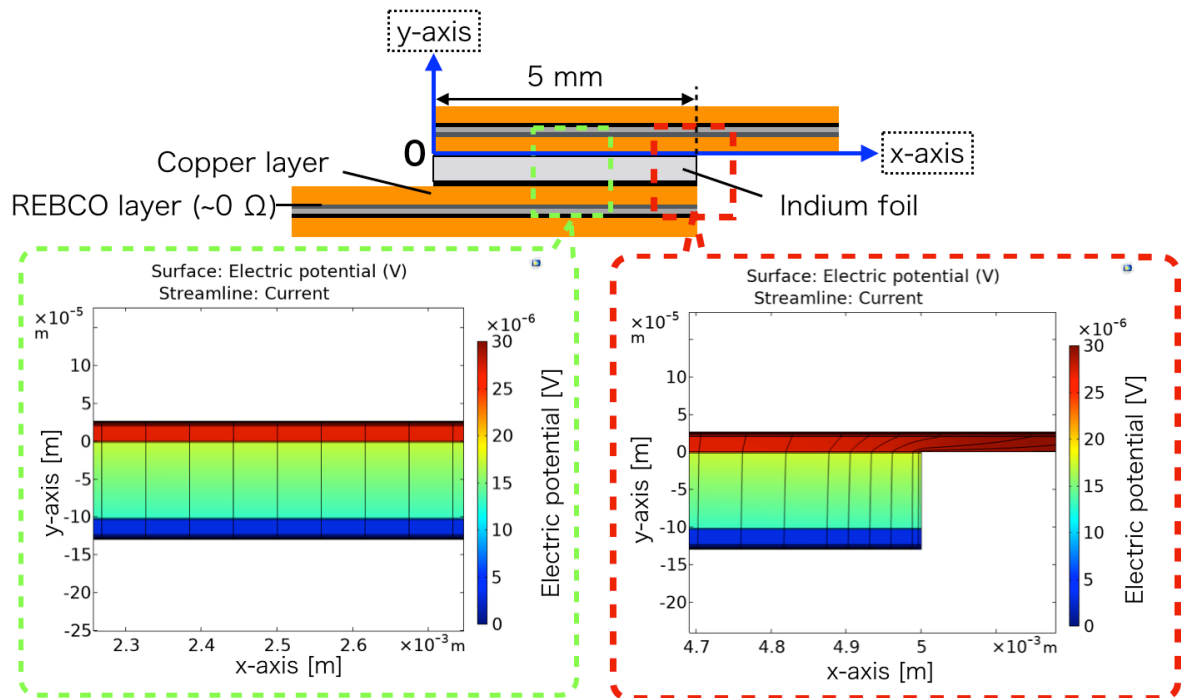 y-axis
5 mm
0
x-axis
Copper layer
REBCO layer (~0 Ω)
Indium foil
Surface: Electric potential (V)
Streamline: Current
×10⁻⁵
m
10
5
0
-5
-10
-15
-20
-25
y-axis [m]
2.3
2.4
2.5
2.6
×10⁻³ m
x-axis [m]
×10⁻⁶
30
25
20
15
10
5
0
Electric potential [V]
Surface: Electric potential (V)
Streamline: Current
×10⁻⁵
m
10
5
0
-5
-10
-15
-20
y-axis [m]
4.7
4.8
4.9
5
×10⁻³ m
x-axis [m]
×10⁻⁶
30
25
20
15
10
5
0
Electric potential [V]